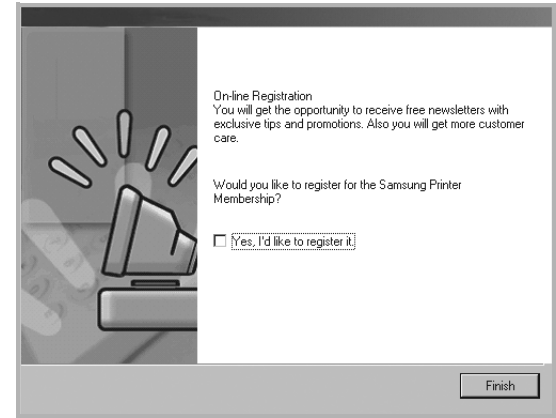 On-line Registration
You will get the opportunity to receive free newsletters with
exclusive tips and promotions. Also you will get more customer
care.
Would you like to register for the Samsung Printer
Membership?
Yes, I'd like to register it.
Finish